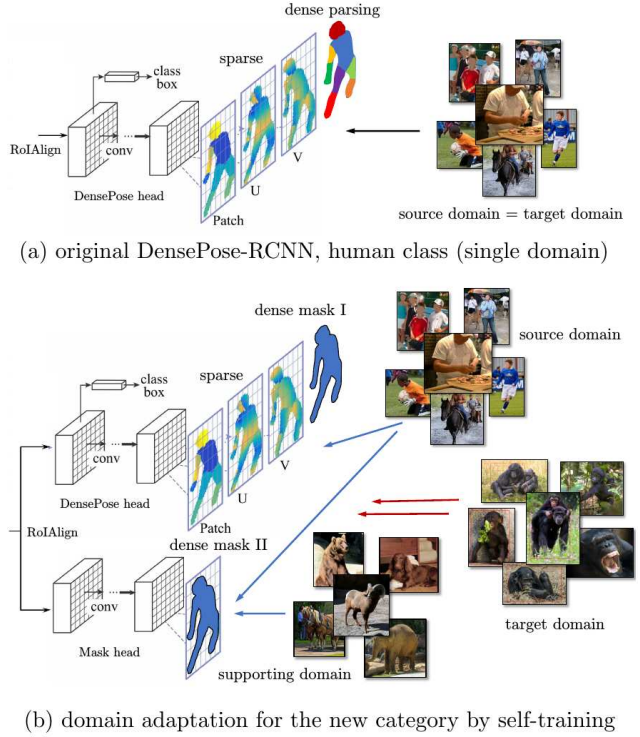 dense parsing
class
box
sparse
RoIAlign
conv
DensePose head
V
U
Patch
source domain = target domain
(a) original DensePose-RCNN, human class (single domain)
dense mask I
source domain
class
box
sparse
conv
V
U
DensePose head
Patch
RoIAlign
dense mask II
conv
Mask head
supporting domain
target domain
(b) domain adaptation for the new category by self-training